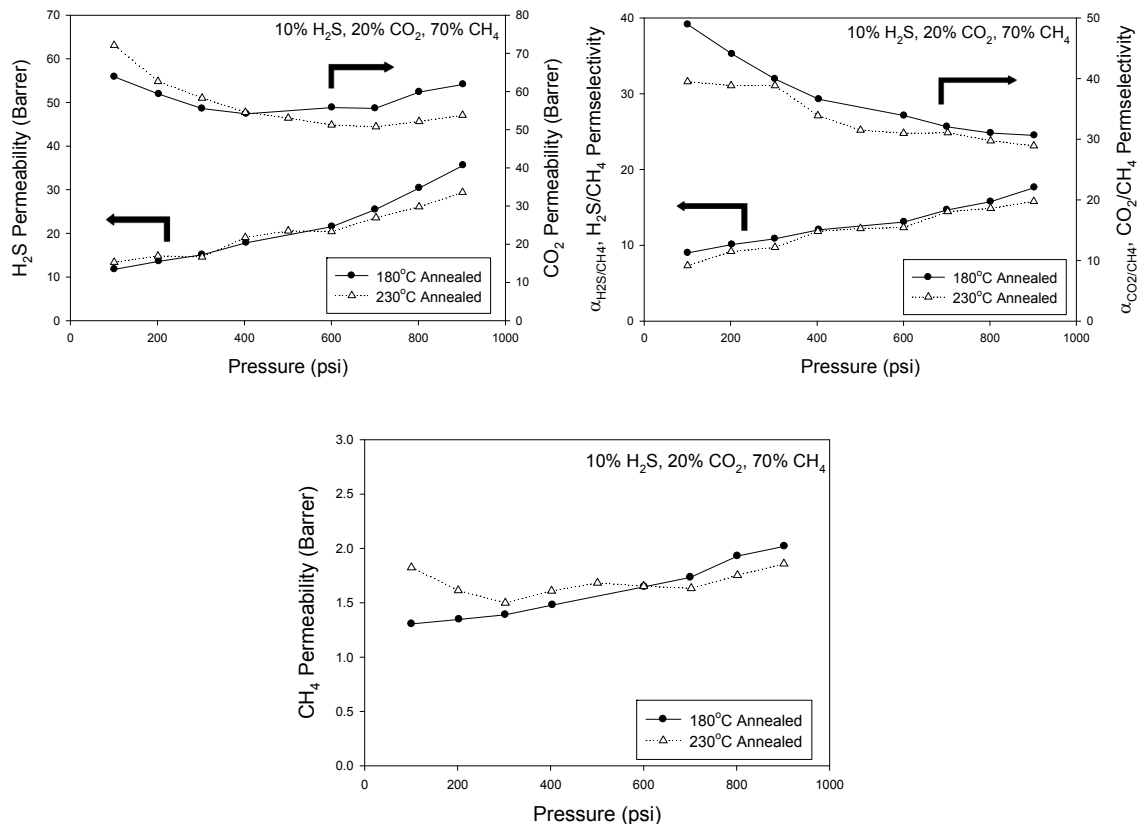 10% H₂S, 20% CO₂, 70% CH₄
H₂S Permeability (Barrer)
70
60
50
40
30
20
10
0
CO₂ Permeability (Barrer)
80
70
60
50
40
30
20
10
0
180°C Annealed
230°C Annealed
0 200 400 600 800 1000
Pressure (psi)
10% H₂S, 20% CO₂, 70% CH₄
α_H2S/CH4, H₂S/CH₄ Permselectivity
40
30
20
10
0
α_CO2/CH4, CO₂/CH₄ Permselectivity
50
40
30
20
10
0
180°C Annealed
230°C Annealed
0 200 400 600 800 1000
Pressure (psi)
10% H₂S, 20% CO₂, 70% CH₄
CH₄ Permeability (Barrer)
3.0
2.5
2.0
1.5
1.0
0.5
0.0
180°C Annealed
230°C Annealed
0 200 400 600 800 1000
Pressure (psi)